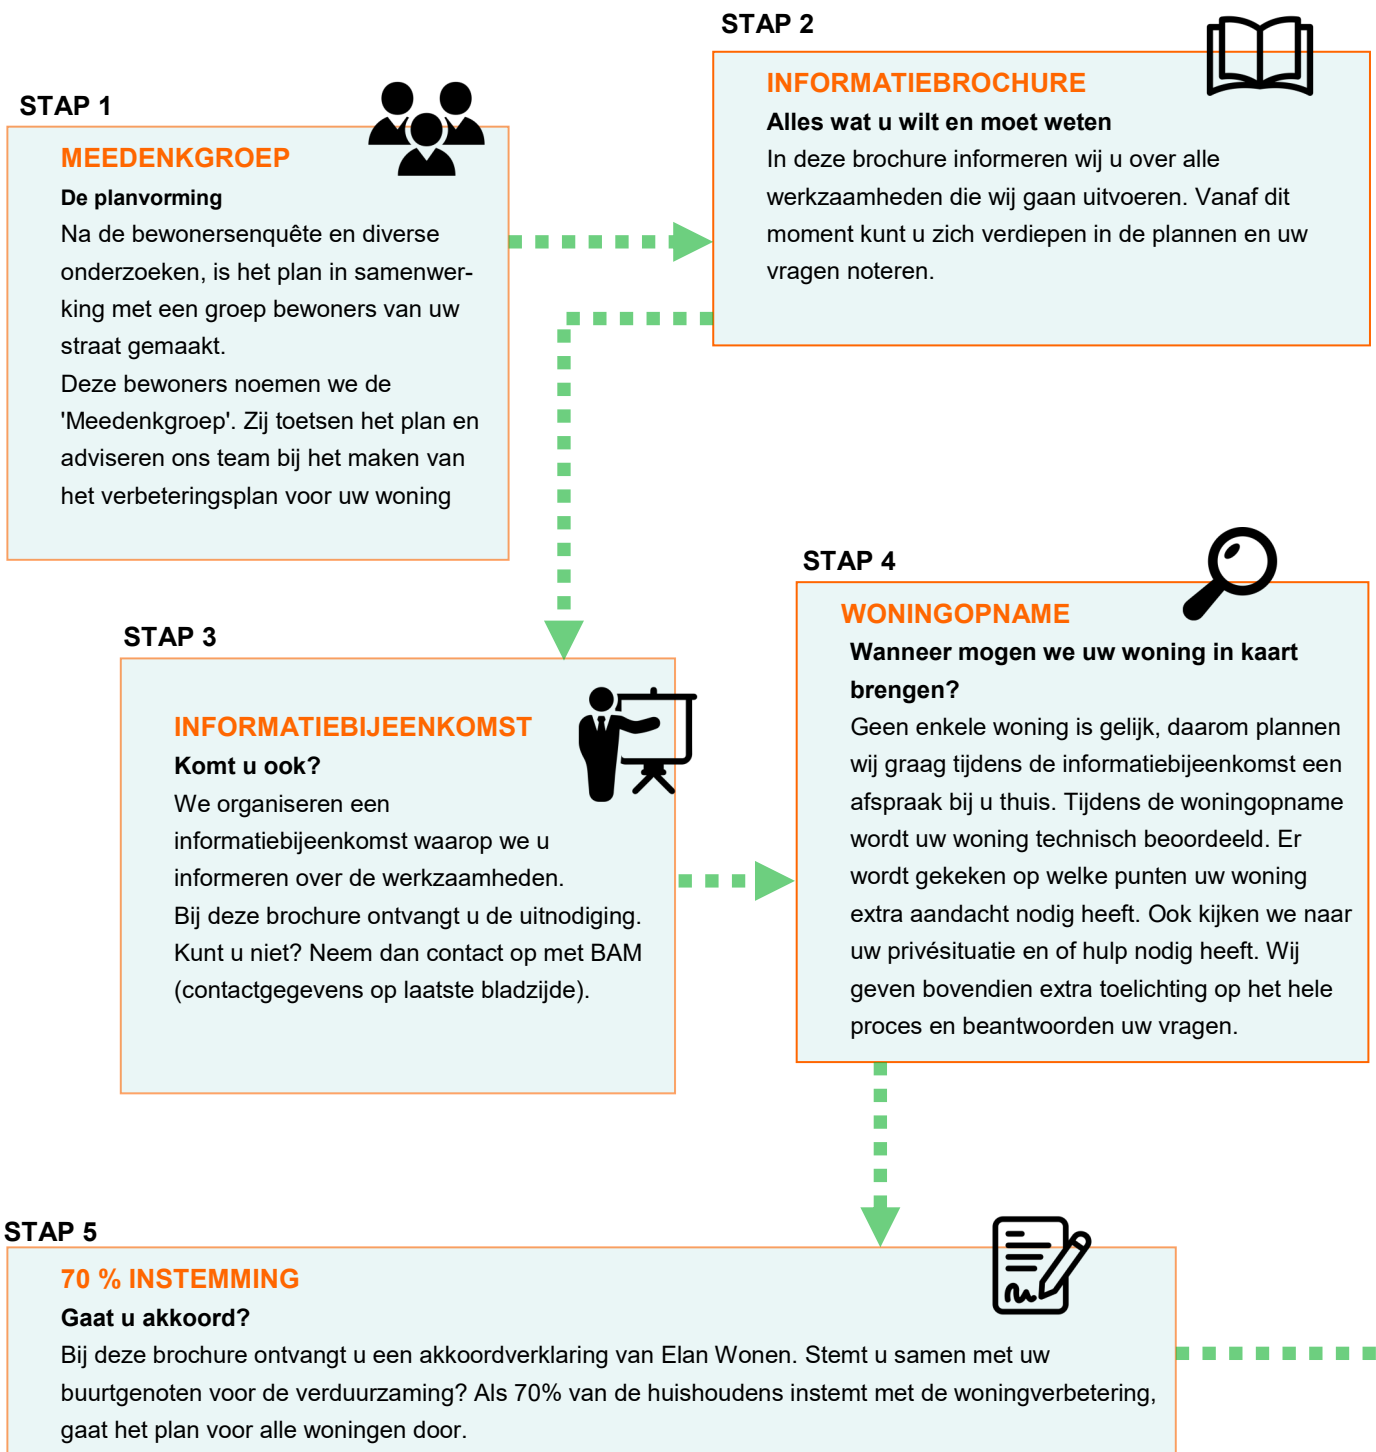 STAP 1
MEEDENKGROEP
De planvorming
Na de bewonersenquête en diverse
onderzoeken, is het plan in samenwer-
king met een groep bewoners van uw
straat gemaakt.
Deze bewoners noemen we de
'Meedenkgroep'. Zij toetsen het plan en
adviseren ons team bij het maken van
het verbeteringsplan voor uw woning
STAP 2
INFORMATIEBROCHURE
Alles wat u wilt en moet weten
In deze brochure informeren wij u over alle
werkzaamheden die wij gaan uitvoeren. Vanaf dit
moment kunt u zich verdiepen in de plannen en uw
vragen noteren.
STAP 3
INFORMATIEBIJEENKOMST
Komt u ook?
We organiseren een
informatiebijeenkomst waarop we u
informeren over de werkzaamheden.
Bij deze brochure ontvangt u de uitnodiging.
Kunt u niet? Neem dan contact op met BAM
(contactgegevens op laatste bladzijde).
STAP 4
WONINGOPNAME
Wanneer mogen we uw woning in kaart
brengen?
Geen enkele woning is gelijk, daarom plannen
wij graag tijdens de informatiebijeenkomst een
afspraak bij u thuis. Tijdens de woningopname
wordt uw woning technisch beoordeeld. Er
wordt gekeken op welke punten uw woning
extra aandacht nodig heeft. Ook kijken we naar
uw privésituatie en of hulp nodig heeft. Wij
geven bovendien extra toelichting op het hele
proces en beantwoorden uw vragen.
STAP 5
70 % INSTEMMING
Gaat u akkoord?
Bij deze brochure ontvangt u een akkoordverklaring van Elan Wonen. Stemt u samen met uw
buurtgenoten voor de verduurzaming? Als 70% van de huishoudens instemt met de woningverbetering,
gaat het plan voor alle woningen door.